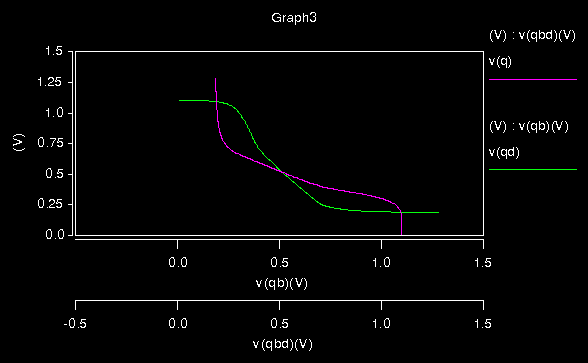 Graph3
(V) : v(qbd)(V)
v(q)
(V) : v(qb)(V)
v(qd)
(V)
1.5
1.25
1.0
0.75
0.5
0.25
0.0
0.0 0.5 1.0 1.5
v(qb)(V)
-0.5 0.0 0.5 1.0 1.5
v(qbd)(V)